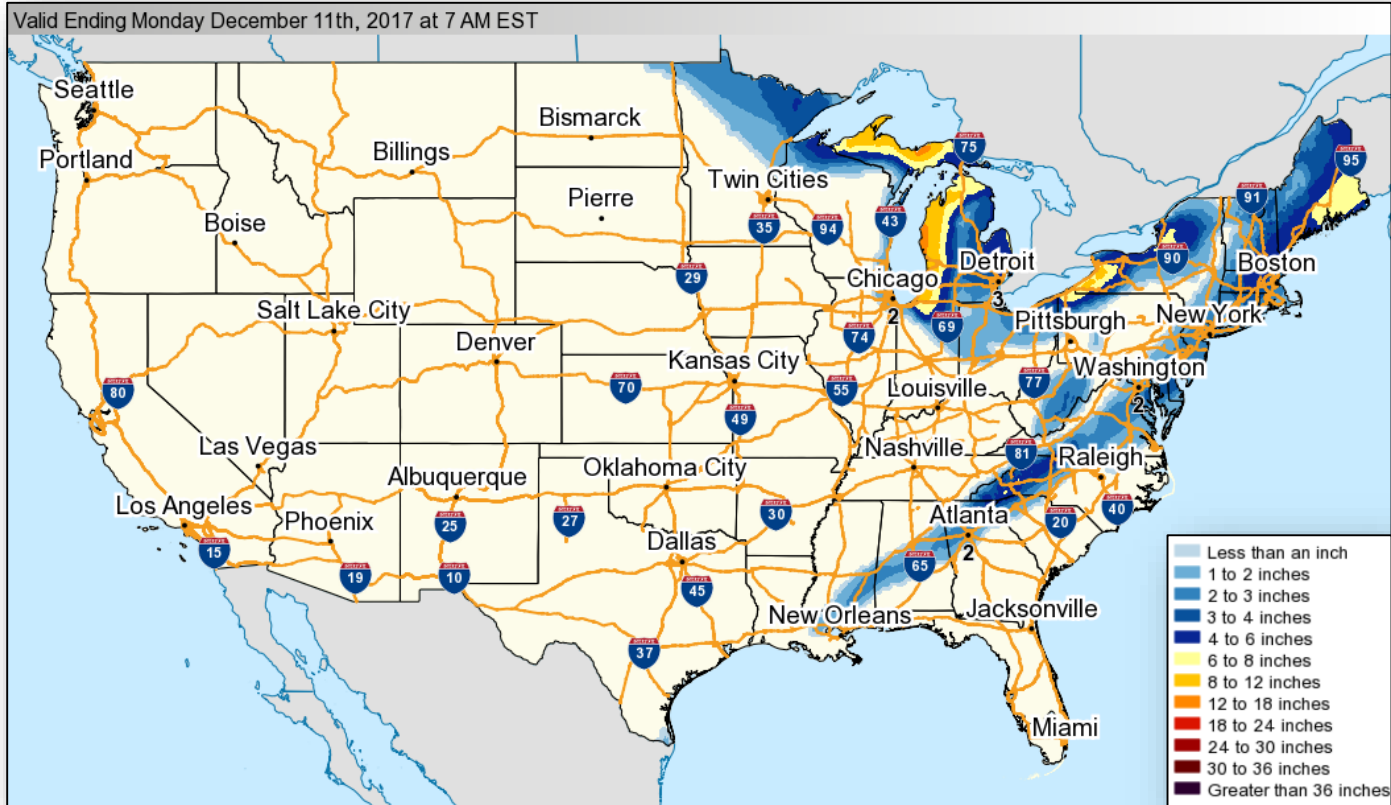 Valid Ending Monday December 11th, 2017 at 7 AM EST
Seattle
Portland
Billings
Bismarck
Boise
Pierre
Twin Cities
75
95
91
35
94
43
90
Detroit
3
Boston
29
Chicago
2
Salt Lake City
Denver
74
69
Pittsburgh
New York
80
70
Kansas City
55
Louisville
77
Washington
2
49
Las Vegas
Nashville
81
Raleigh
Albuquerque
Oklahoma City
Los Angeles
Phoenix
25
27
30
Atlanta
2
20
40
15
19
10
Dallas
45
65
New Orleans
Jacksonville
37
Miami
Less than an inch
1 to 2 inches
2 to 3 inches
3 to 4 inches
4 to 6 inches
6 to 8 inches
8 to 12 inches
12 to 18 inches
18 to 24 inches
24 to 30 inches
30 to 36 inches
Greater than 36 inches